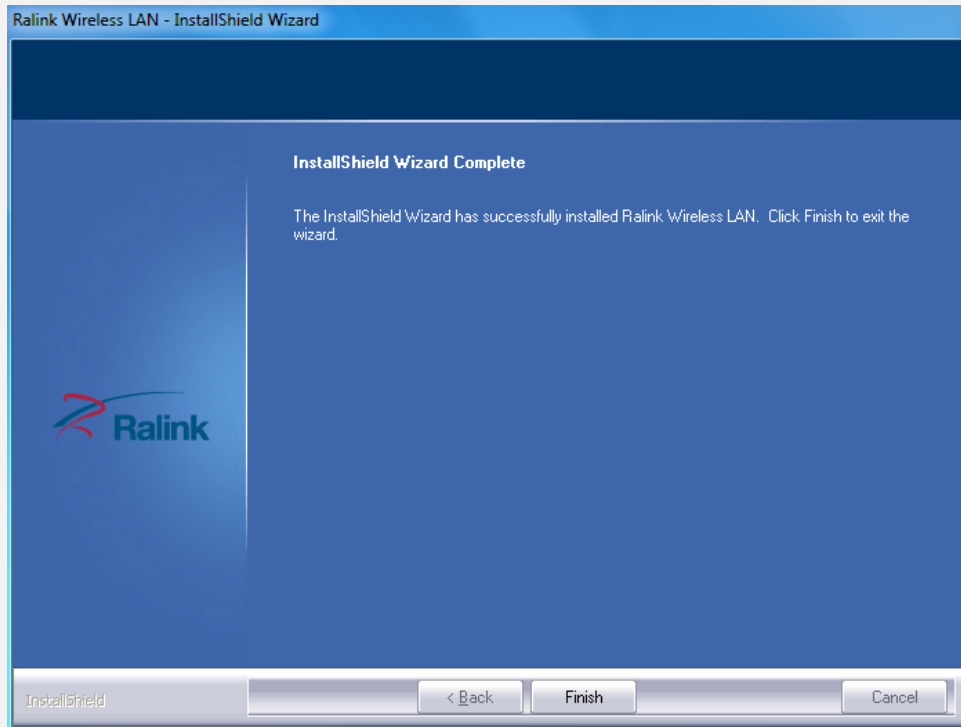 Ralink Wireless LAN - InstallShield Wizard
InstallShield Wizard Complete
The InstallShield Wizard has successfully installed Ralink Wireless LAN. Click Finish to exit the
wizard.
Ralink
InstallShield
< Back
Finish
Cancel